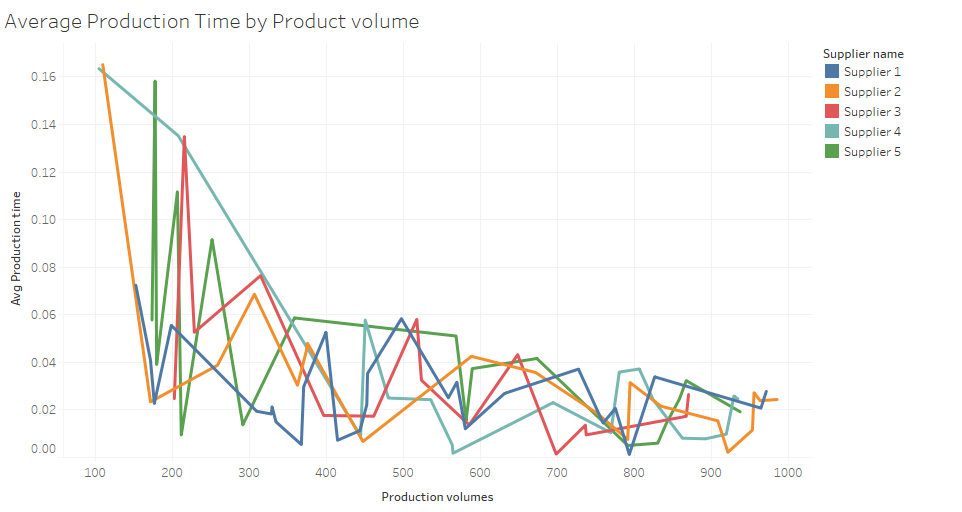 Average Production Time by Product volume
Supplier name
Supplier 1
Supplier 2
Supplier 3
Supplier 4
Supplier 5
Avg Production time
0.16
0.14
0.12
0.10
0.08
0.06
0.04
0.02
0.00
100 200 300 400 500 600 700 800 900 1000
Production volumes